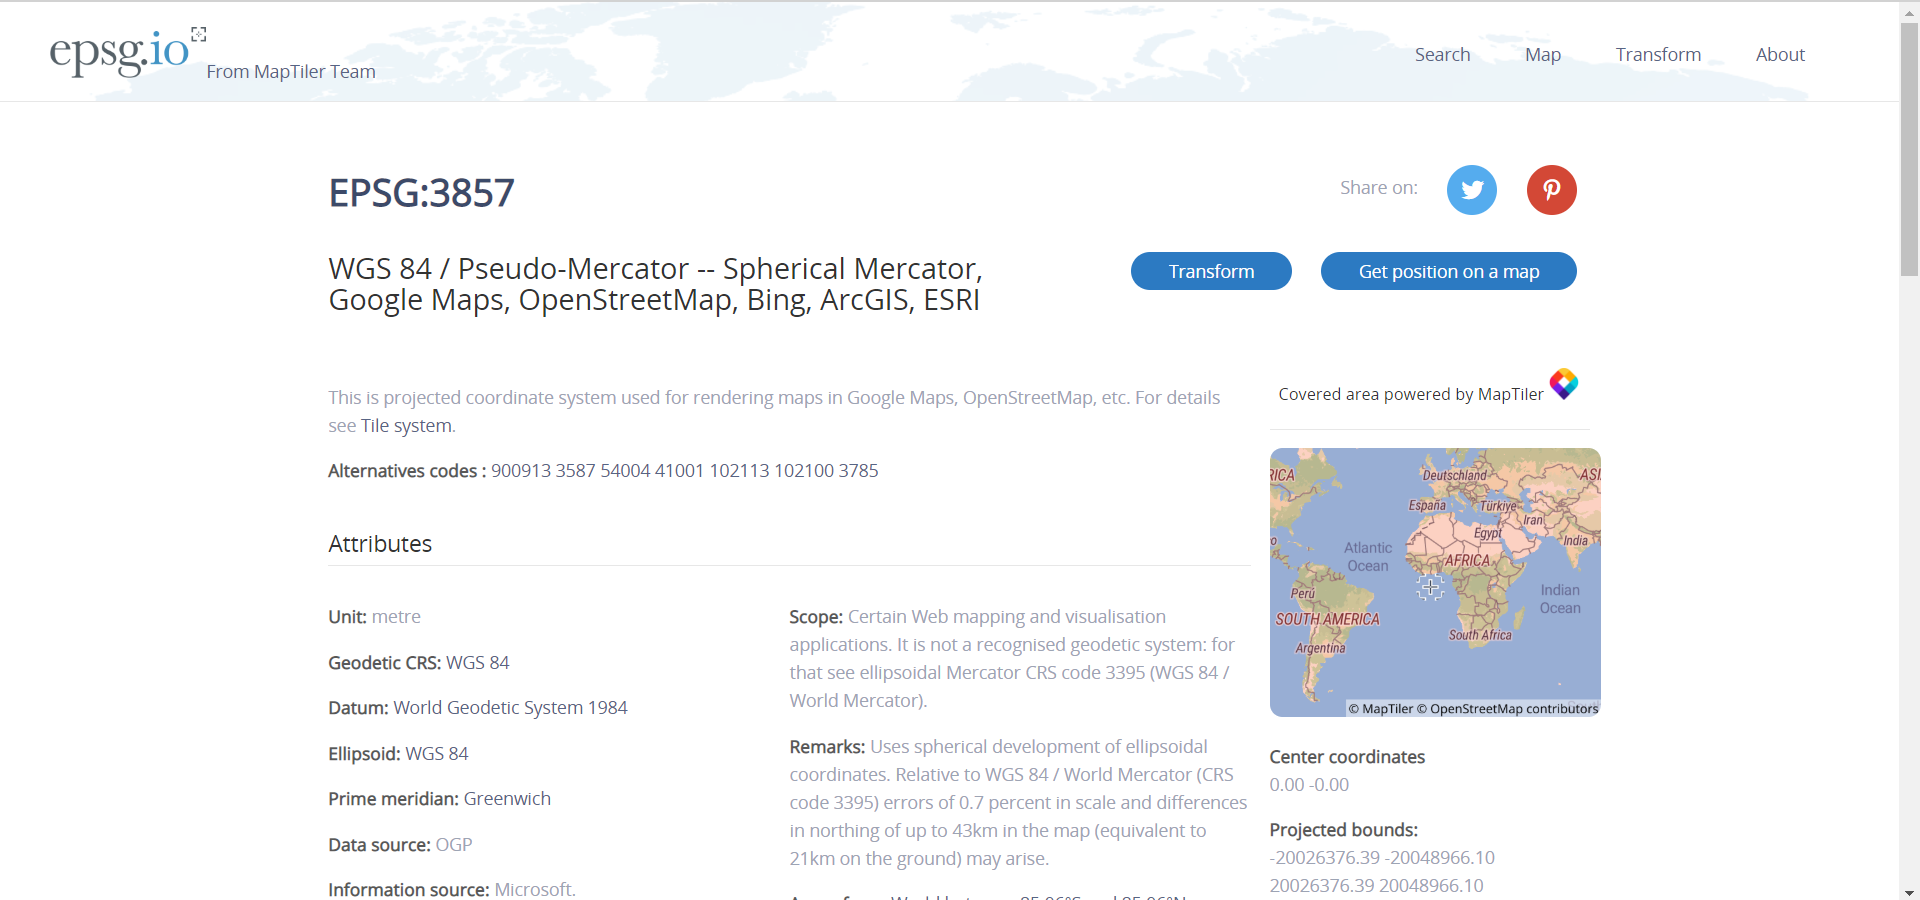 epsg.io
From MapTiler Team
Search
Map
Transform
About
EPSG:3857
Share on:
WGS 84 / Pseudo-Mercator -- Spherical Mercator,
Google Maps, OpenStreetMap, Bing, ArcGIS, ESRI
Transform
Get position on a map
This is projected coordinate system used for rendering maps in Google Maps, OpenStreetMap, etc. For details
see Tile system.
Alternatives codes : 900913 3587 54004 41001 102113 102100 3785
Attributes
Unit: metre
Geodetic CRS: WGS 84
Datum: World Geodetic System 1984
Ellipsoid: WGS 84
Prime meridian: Greenwich
Data source: OGP
Information source: Microsoft.
Scope: Certain Web mapping and visualisation
applications. It is not a recognised geodetic system: for
that see ellipsoidal Mercator CRS code 3395 (WGS 84 /
World Mercator).
Remarks: Uses spherical development of ellipsoidal
coordinates. Relative to WGS 84 / World Mercator (CRS
code 3395) errors of 0.7 percent in scale and differences
in northing of up to 43km in the map (equivalent to
21km on the ground) may arise.
Covered area powered by MapTiler
RICA
Deutschland
ASI
España
Türkiye
Iran
Egypt
India
o
Atlantic
Ocean
AFRICA
Perú
Indian
Ocean
SOUTH AMERICA
South Africa
Argentina
© MapTiler © OpenStreetMap contributors
Center coordinates
0.00 -0.00
Projected bounds:
-20026376.39 -20048966.10
20026376.39 20048966.10